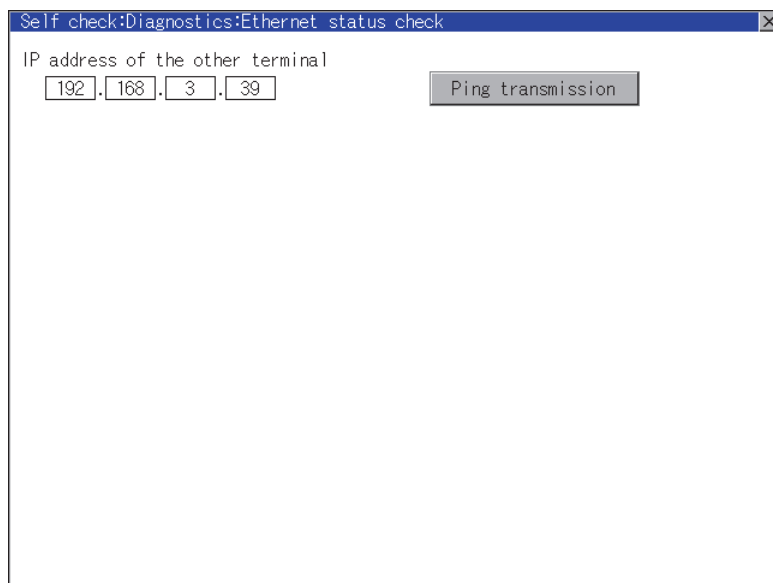 Self check:Diagnostics:Ethernet status check
IP address of the other terminal
192.168.3.39 Ping transmission